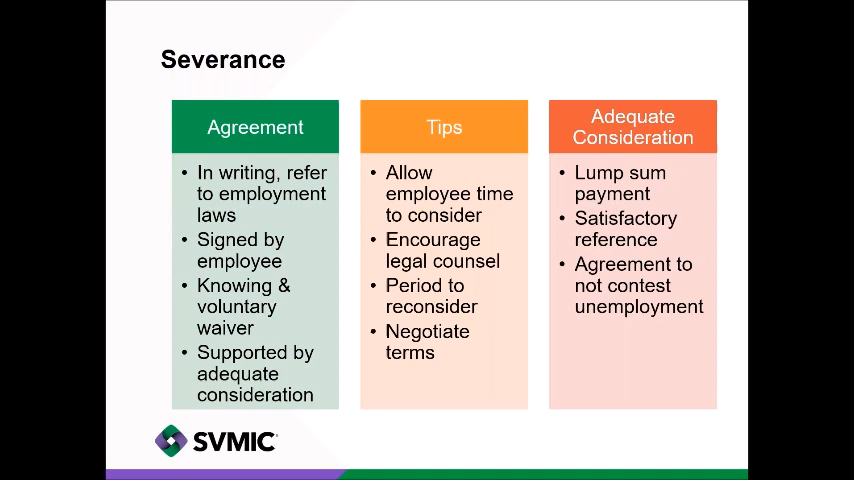 Severance
Agreement
• In writing, refer
to employment
laws
• Signed by
employee
• Knowing &
voluntary
waiver
• Supported by
adequate
consideration
Tips
• Allow
employee time
to consider
• Encourage
legal counsel
• Period to
reconsider
• Negotiate
terms
Adequate
Consideration
• Lump sum
payment
• Satisfactory
reference
• Agreement to
not contest
unemployment
SVMIC